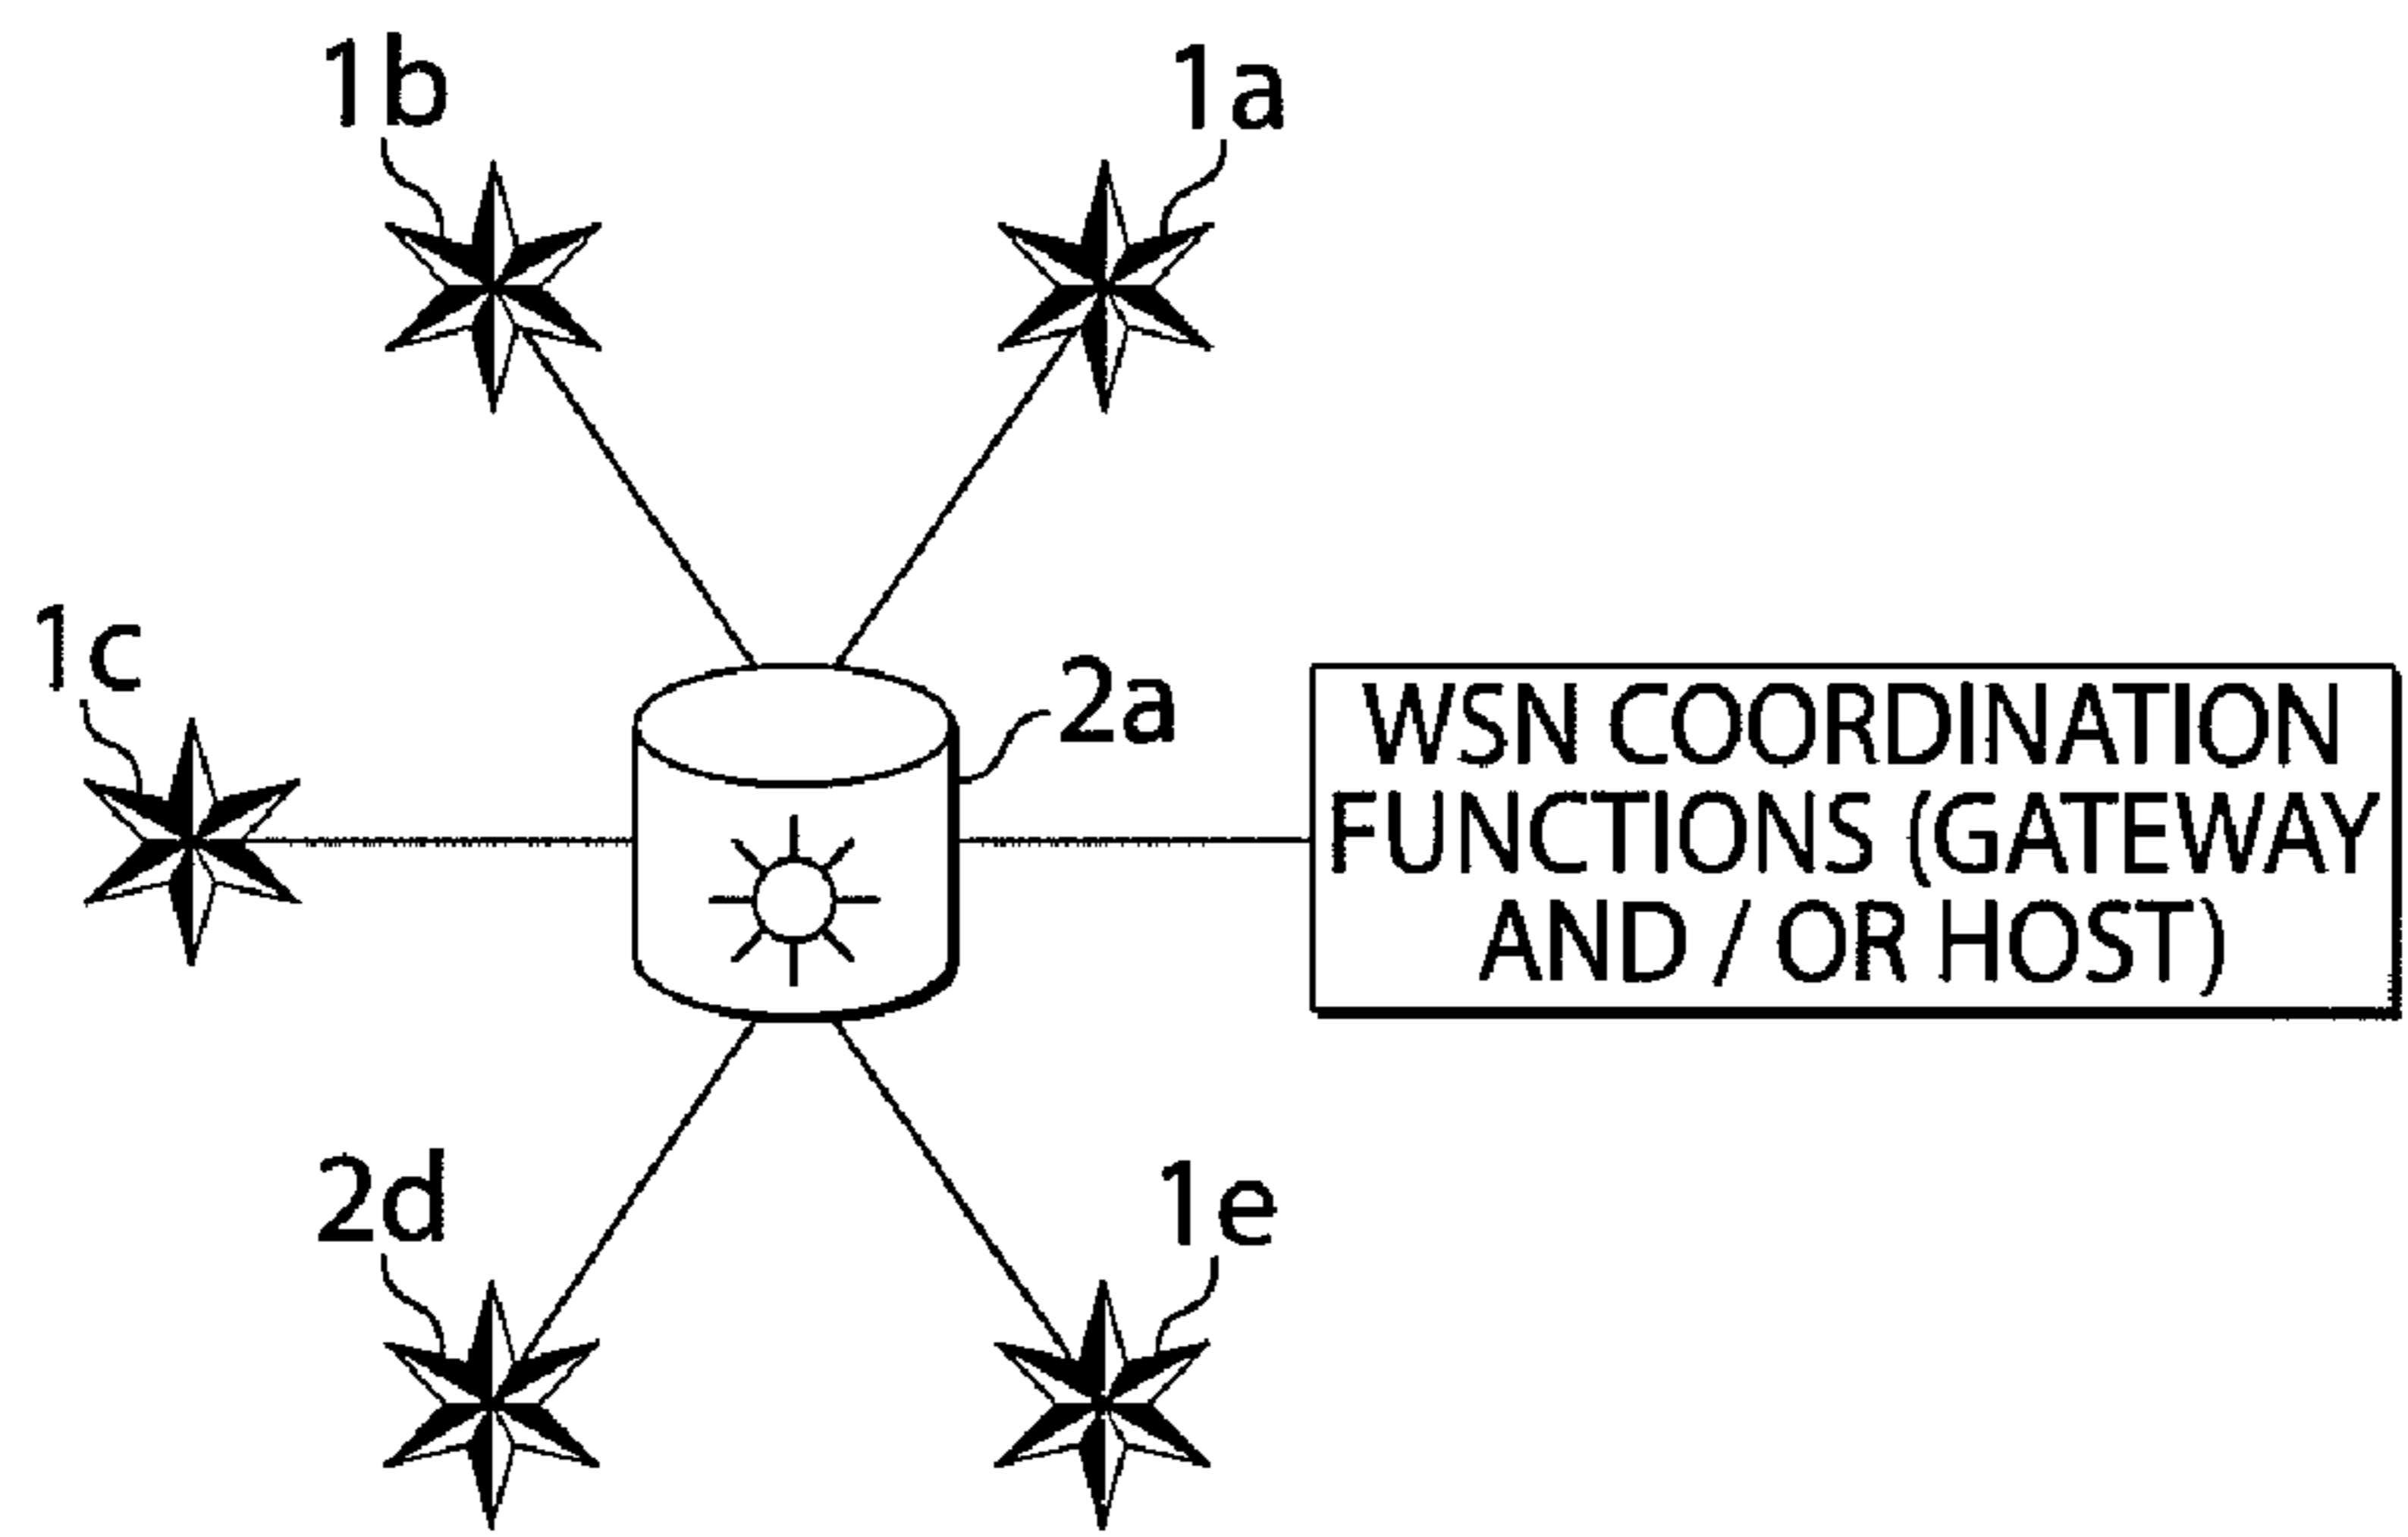 1b
1a
1c
2a
WSN COORDINATION
FUNCTIONS (GATEWAY
AND / OR HOST)
2d
1e